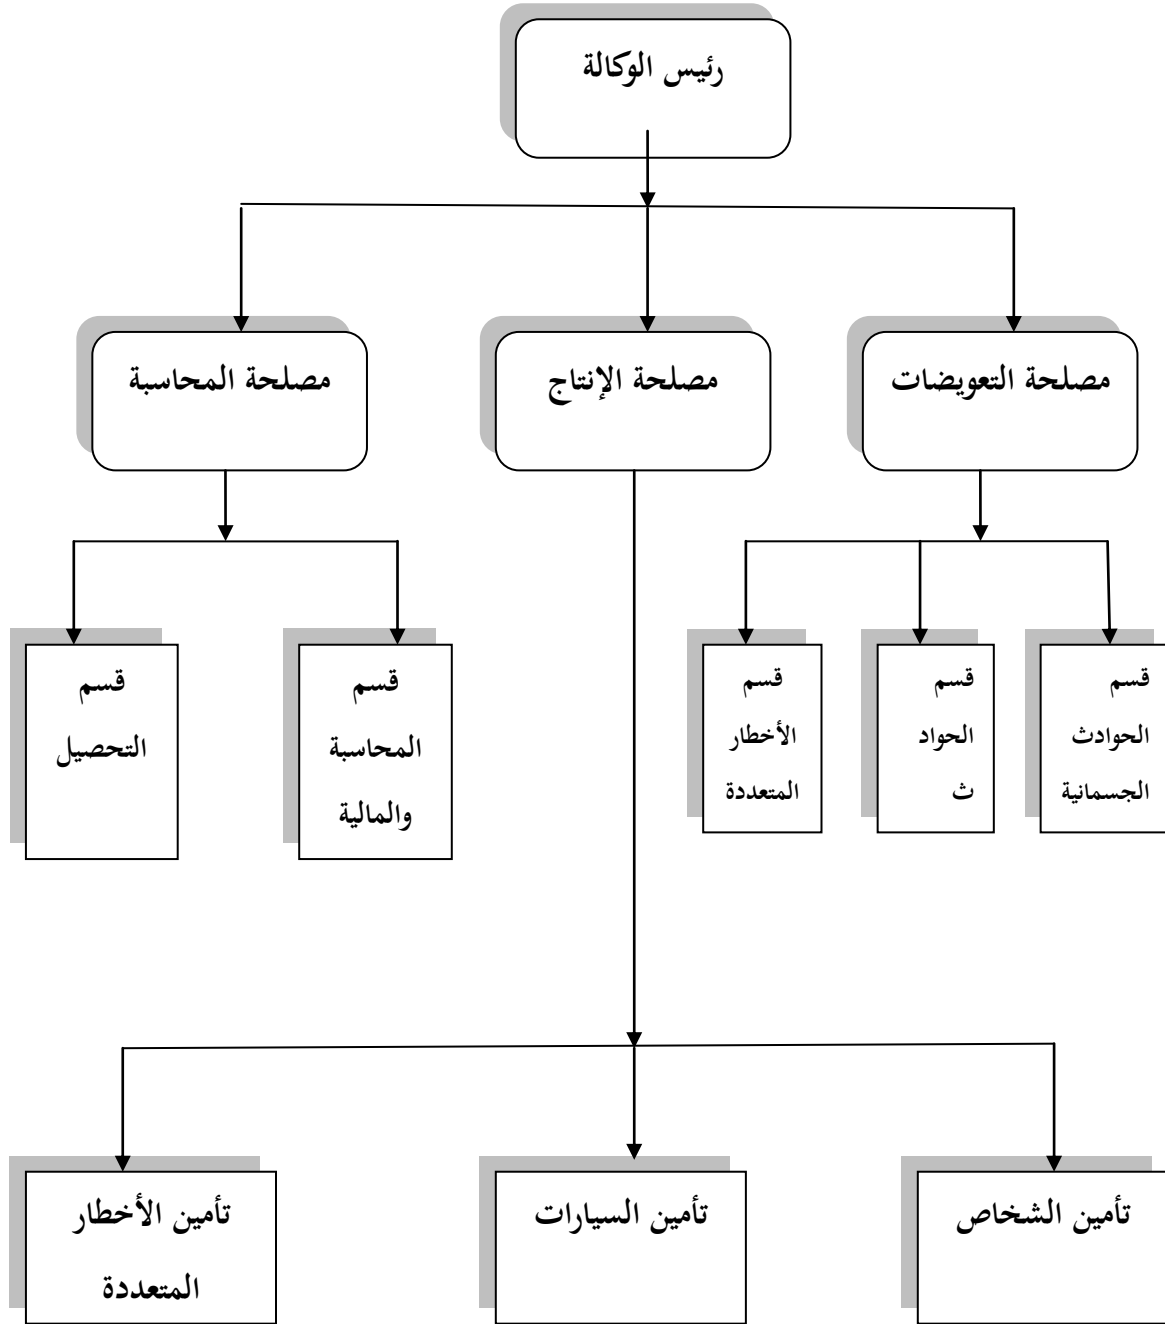 رئيس الوكالة
مصلحة التعويضات
مصلحة الإنتاج
مصلحة المحاسبة
قسم
الحوادث
الجسمانية
قسم
الحواد
ث
قسم
الأخطار
المتعددة
قسم
المحاسبة
والمالية
قسم
التحصيل
تأمين الشخاص
تأمين السيارات
تأمين الأخطار
المتعددة